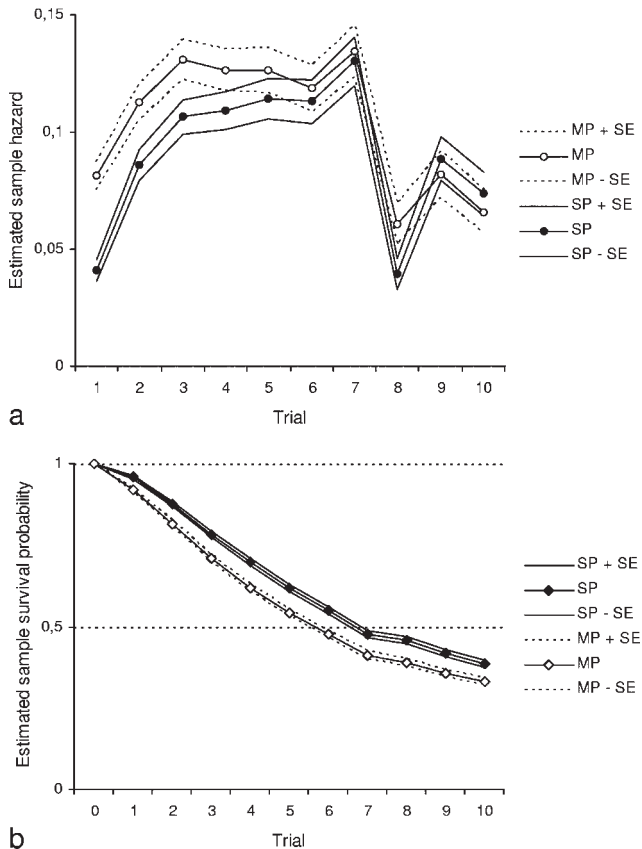 0,15
0,1
0,05
0
Estimated sample hazard
1 2 3 4 5 6 7 8 9 10
Trial
MP + SE
MP
MP - SE
SP + SE
SP
SP - SE
a
1
0,5
0
Estimated sample survival probability
0 1 2 3 4 5 6 7 8 9 10
Trial
SP + SE
SP
SP - SE
MP + SE
MP
MP - SE
b